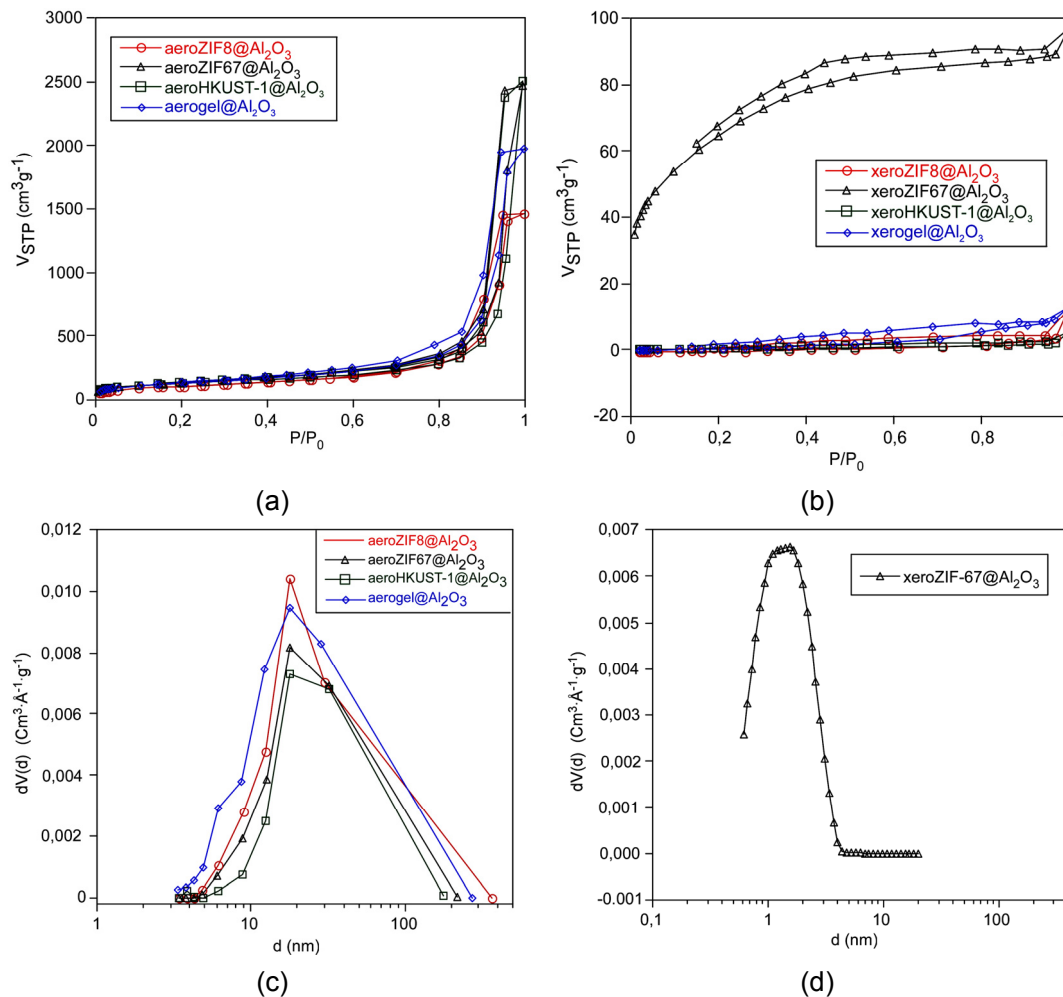 3000
2500
2000
1500
1000
500
0
V_STP (cm³g⁻¹)
aeroZIF8@Al₂O₃
aeroZIF67@Al₂O₃
aeroHKUST-1@Al₂O₃
aerogel@Al₂O₃
0 0,2 0,4 0,6 0,8 1
P/P₀
(a)
100
80
60
40
20
0
-20
V_STP (cm³g⁻¹)
xeroZIF8@Al₂O₃
xeroZIF67@Al₂O₃
xeroHKUST-1@Al₂O₃
xerogel@Al₂O₃
0 0,2 0,4 0,6 0,8
P/P₀
(b)
0,012
0,010
0,008
0,006
0,004
0,002
0
dV(d) (Cm³·Å⁻¹·g⁻¹)
aeroZIF8@Al₂O₃
aeroZIF67@Al₂O₃
aeroHKUST-1@Al₂O₃
aerogel@Al₂O₃
1 10 100
d (nm)
(c)
0,007
0,006
0,005
0,004
0,003
0,002
0,001
0,000
-0.001
dV(d) (Cm³·Å⁻¹·g⁻¹)
xeroZIF-67@Al₂O₃
0,1 1 10 100
d (nm)
(d)